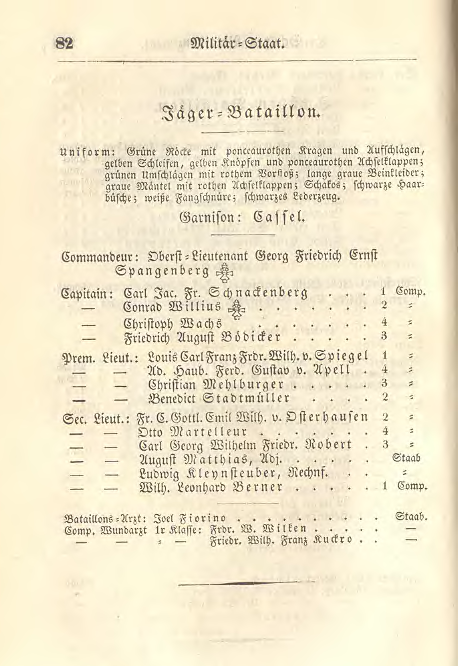 82 Militär=Staat.
Jäger=Bataillon.
Uniform: Grüne Röcke mit ponceaurothen Kragen und Aufschlägen,
gelben Schleifen, gelben Knöpfen und ponceaurothen Achselklappen;
grünen Umschlägen mit rothem Vorstoß; lange graue Beinkleider;
graue Mäntel mit rothen Achselklappen; Schakos; schwarze Haar-
büsche; weiße Fangschnüre; schwarzes Lederzeug.
Garnison: Cassel.
Commandeur: Oberst=Lieutenant Georg Friedrich Ernst
Spangenberg
Capitain: Carl Jac. Fr. Schnackenberg . . . 1 Comp.
— Conrad Willius . . . . . . . 2 =
— Christoph Wachs . . . . . . . 4 =
— Friedrich August Bödicker . . . . 3 =
Prem. Lieut.: Louis Carl Franz Frdr. Wilh. v. Spiegel 1 =
— — Ad. Haub. Ferd. Gustav v. Apell . 4 =
— — Christian Mehlburger . . . . 3 =
— — Benedict Stadtmüller . . . . 2 =
Sec. Lieut.: Fr. C. Gottl. Emil Wilh. v. Osterhausen 2 =
— — Otto Martelleur . . . . . . 4 =
— — Carl Georg Wilhelm Friedr. Robert . 3 =
— — August Matthias, Adj. . . . . . Staab
— — Ludwig Kleynsteuber, Rechnf. . . . =
— — Wilh. Leonhard Berner . . . . . 1 Comp.
Bataillons=Arzt: Joel Fiorino . . . . . . . . . Staab.
Comp. Wundarzt 1r Klasse: Frdr. W. Wilken . . . . . —
— — = — Friedr. Wilh. Franz Kuckro . . —